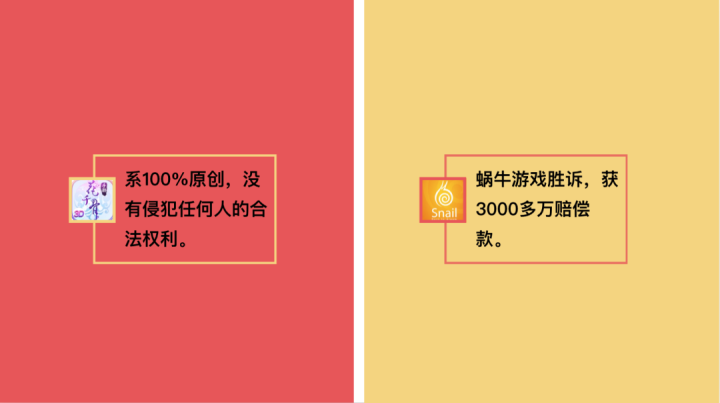 系100%原创，没
有侵犯任何人的合
法权利。
花千骨
3D
蜗牛游戏胜诉，获
3000多万赔偿
款。
Snail